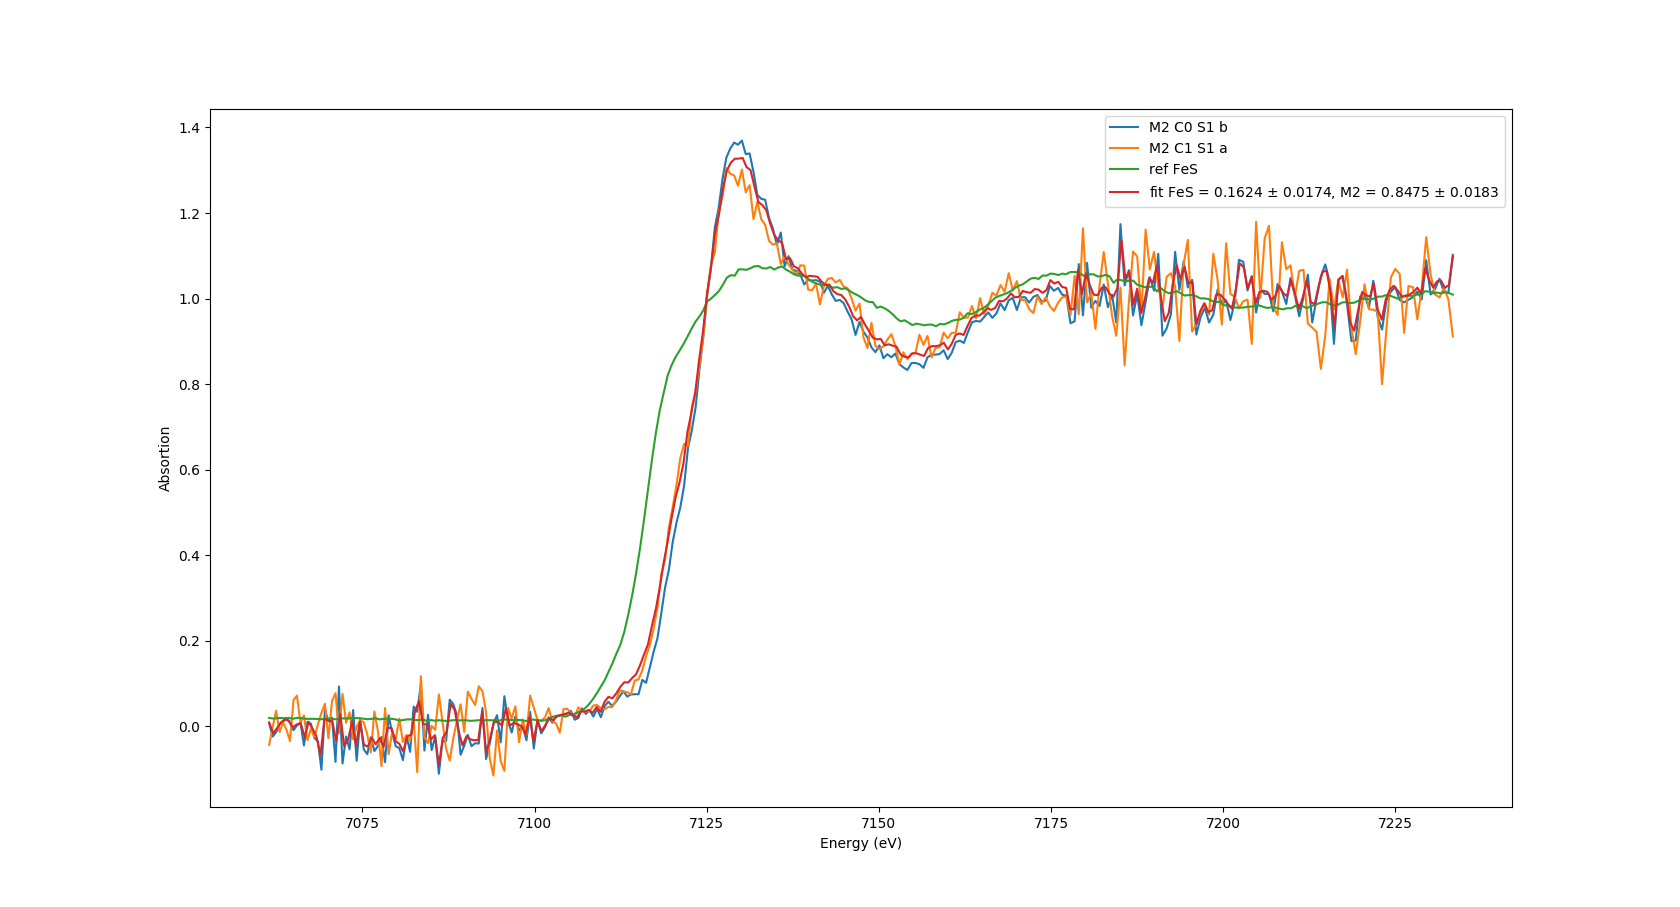 M2 C0 S1 b
M2 C1 S1 a
ref FeS
fit FeS = 0.1624 ± 0.0174, M2 = 0.8475 ± 0.0183
1.4
1.2
1.0
0.8
0.6
0.4
0.2
0.0
Absortion
7075 7100 7125 7150 7175 7200 7225
Energy (eV)